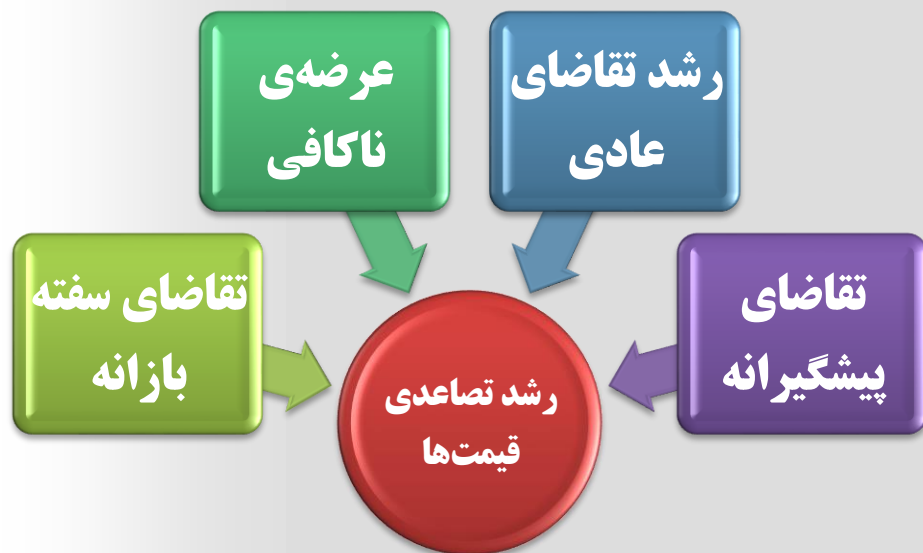 رشد تقاضای
عادی
عرضه‌ی
ناکافی
تقاضای
پیشگیرانه
تقاضای سفته
بازانه
رشد تصاعدی
قیمت‌ها